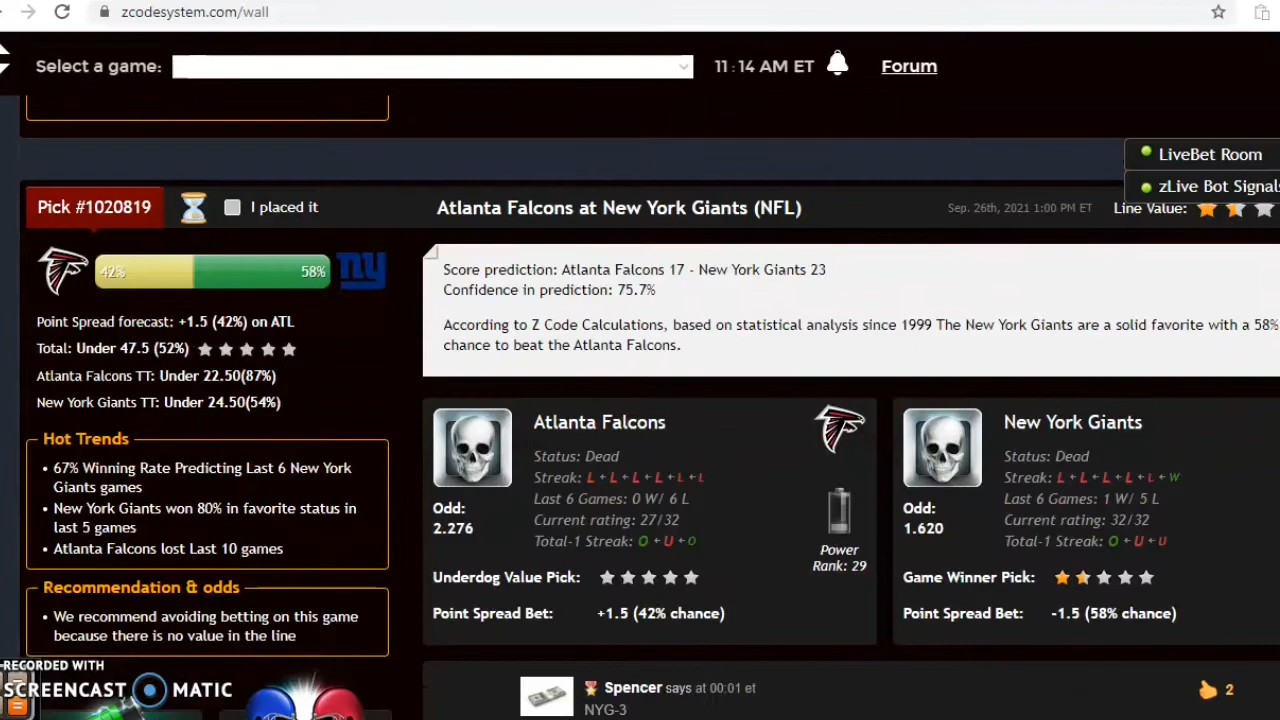 zcodesystem.com/wall
Select a game:
11:14 AM ET
Forum
LiveBet Room
zLive Bot Signals
Pick #1020819
I placed it
Atlanta Falcons at New York Giants (NFL)
Sep. 26th, 2021 1:00 PM ET
Line Value:
42%
58%
ny
Point Spread forecast: +1.5 (42%) on ATL
Total: Under 47.5 (52%)
Atlanta Falcons TT: Under 22.50(87%)
New York Giants TT: Under 24.50(54%)
Hot Trends
• 67% Winning Rate Predicting Last 6 New York
Giants games
• New York Giants won 80% in favorite status in
last 5 games
• Atlanta Falcons lost Last 10 games
Recommendation & odds
• We recommend avoiding betting on this game
because there is no value in the line
Score prediction: Atlanta Falcons 17 - New York Giants 23
Confidence in prediction: 75.7%
According to Z Code Calculations, based on statistical analysis since 1999 The New York Giants are a solid favorite with a 58%
chance to beat the Atlanta Falcons.
Atlanta Falcons
Status: Dead
Streak: L L L L L L
Last 6 Games: 0 W/ 6 L
Odd:
2.276
Current rating: 27/32
Total-1 Streak: O U O
Power
Rank: 29
Underdog Value Pick:
Point Spread Bet: +1.5 (42% chance)
New York Giants
Status: Dead
Streak: L L L L L W
Last 6 Games: 1 W/ 5 L
Odd:
1.620
Current rating: 32/32
Total-1 Streak: O U U
Game Winner Pick:
Point Spread Bet: -1.5 (58% chance)
Spencer says at 00:01 et
NYG-3
2
RECORDED WITH
SCREENCAST MATIC